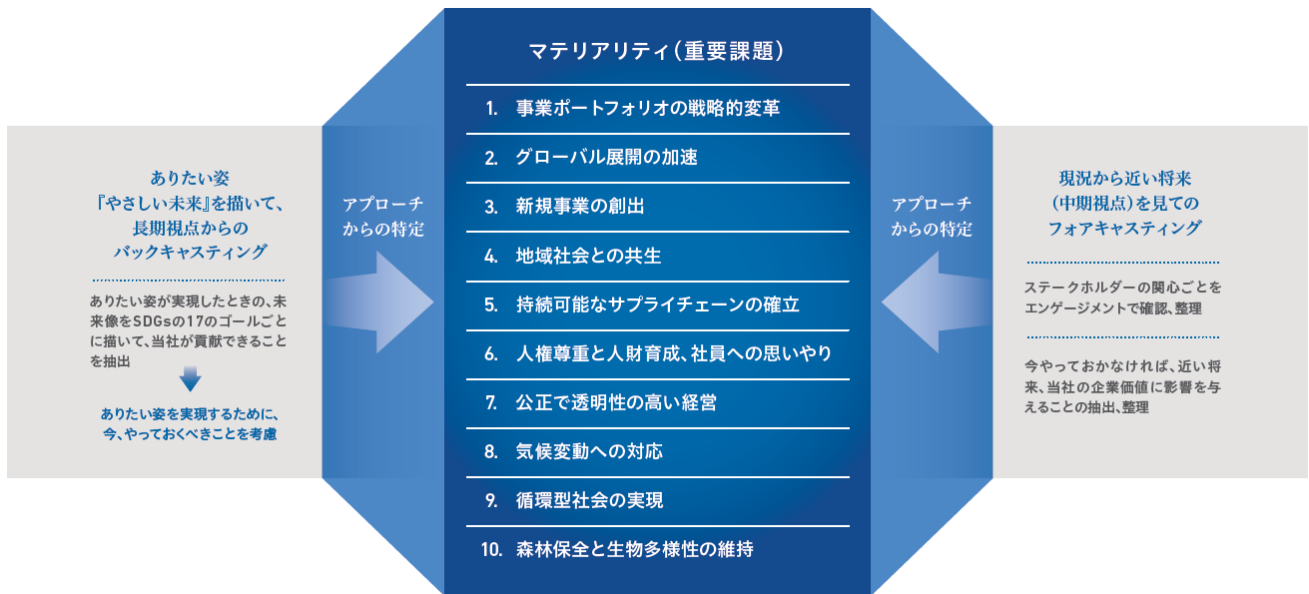 ありたい姿
『やさしい未来』を描いて、
長期視点からの
バックキャスティング
ありたい姿が実現したときの、未
来像をSDGsの17のゴールごと
に描いて、当社が貢献できること
を抽出
ありたい姿を実現するために、
今、やっておくべきことを考慮
アプローチ
からの特定
マテリアリティ（重要課題）
1. 事業ポートフォリオの戦略的変革
2. グローバル展開の加速
3. 新規事業の創出
4. 地域社会との共生
5. 持続可能なサプライチェーンの確立
6. 人権尊重と人財育成、社員への思いやり
7. 公正で透明性の高い経営
8. 気候変動への対応
9. 循環型社会の実現
10. 森林保全と生物多様性の維持
アプローチ
からの特定
現況から近い将来
（中期視点）を見ての
フォアキャスティング
ステークホルダーの関心ごとを
エンゲージメントで確認、整理
今やっておかなければ、近い将
来、当社の企業価値に影響を与
えることの抽出、整理